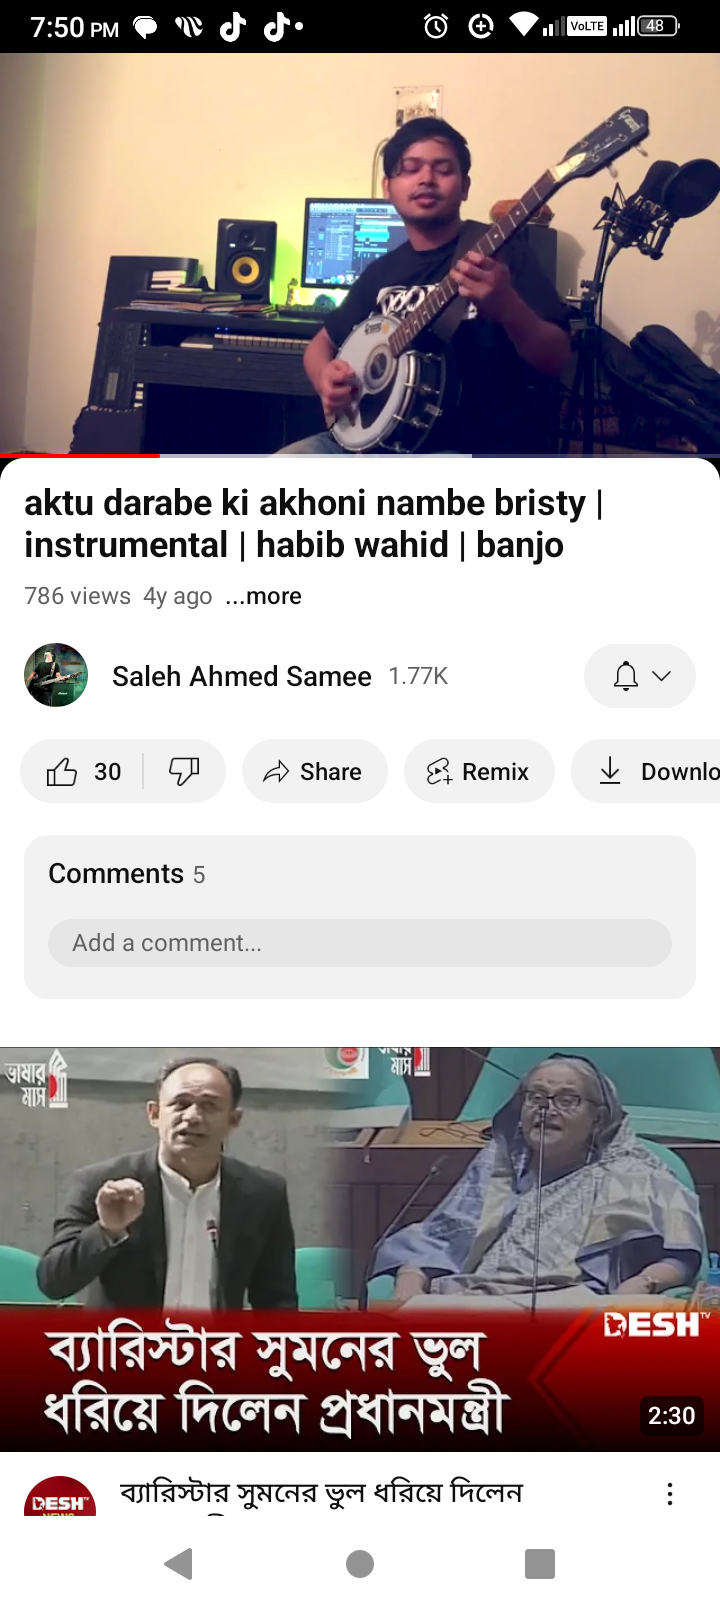 7:50 PM
VoLTE
48
aktu darabe ki akhoni nambe bristy |
instrumental | habib wahid | banjo
786 views 4y ago ...more
Saleh Ahmed Samee 1.77K
30
Share
Remix
Downlo
Comments 5
Add a comment...
ভাষার
মাস
মাস
ব্যারিস্টার সুমনের ভুল
ধরিয়ে দিলেন প্রধানমন্ত্রী
DESH TV
2:30
DESH
NEWS
ব্যারিস্টার সুমনের ভুল ধরিয়ে দিলেন